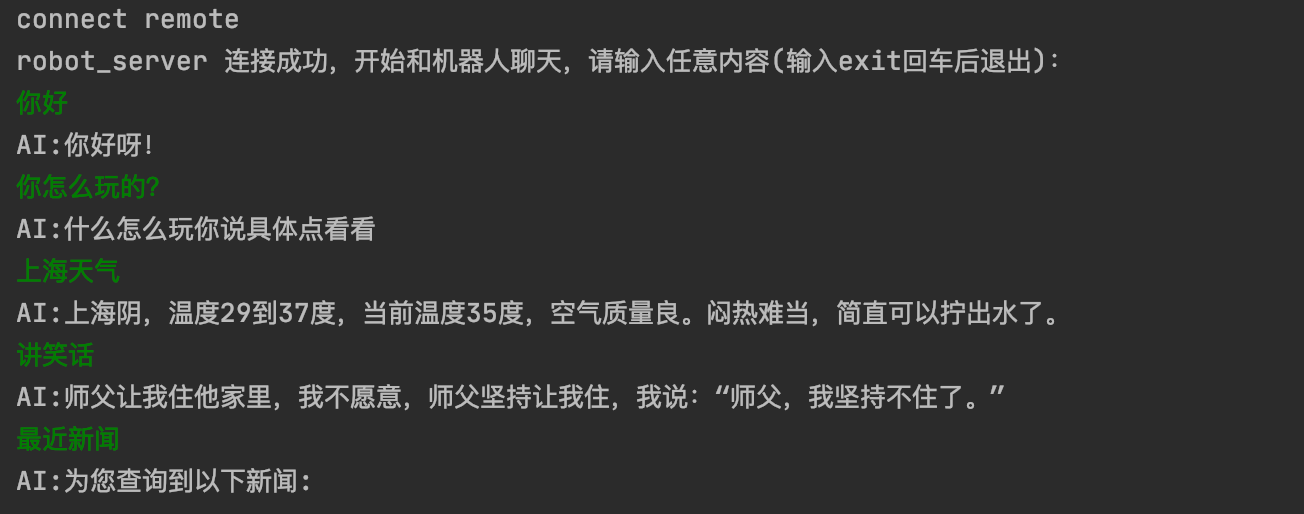 connect remote
robot_server 连接成功，开始和机器人聊天，请输入任意内容(输入exit回车后退出)：
你好
AI:你好呀！
你怎么玩的？
AI:什么怎么玩你说具体点看看
上海天气
AI:上海阴，温度29到37度，当前温度35度，空气质量良。闷热难当，简直可以拧出水了。
讲笑话
AI:师父让我住他家里，我不愿意，师父坚持让我住，我说：“师父，我坚持不住了。”
最近新闻
AI:为您查询到以下新闻：